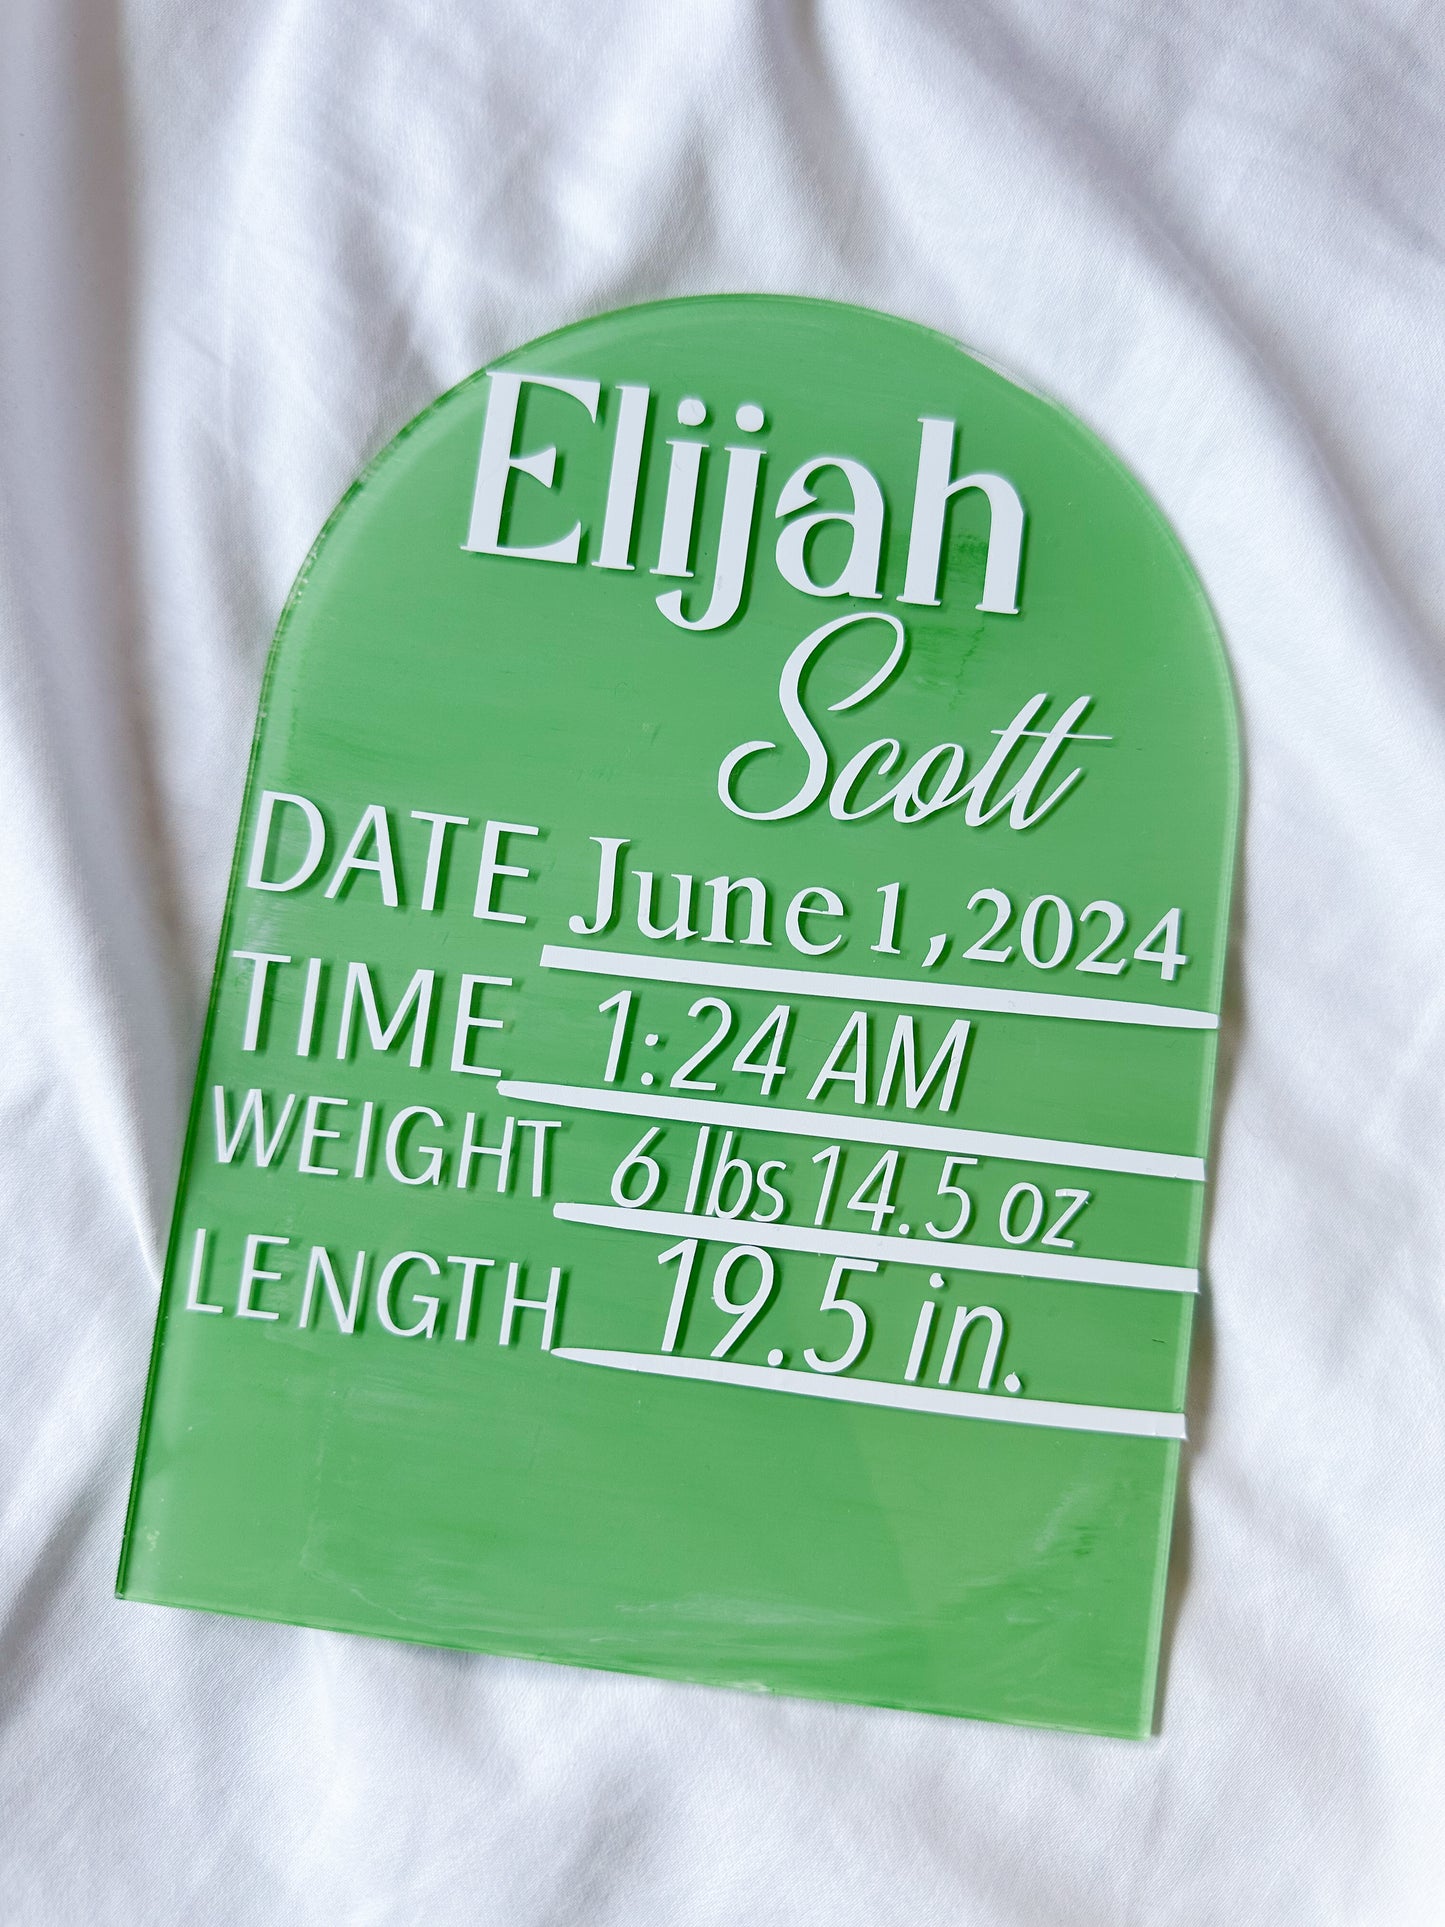 Elijah
Scott
DATE June 1, 2024
TIME 1:24 AM
WEIGHT 6 lbs 14.5 oz
LENGTH 19.5 in.